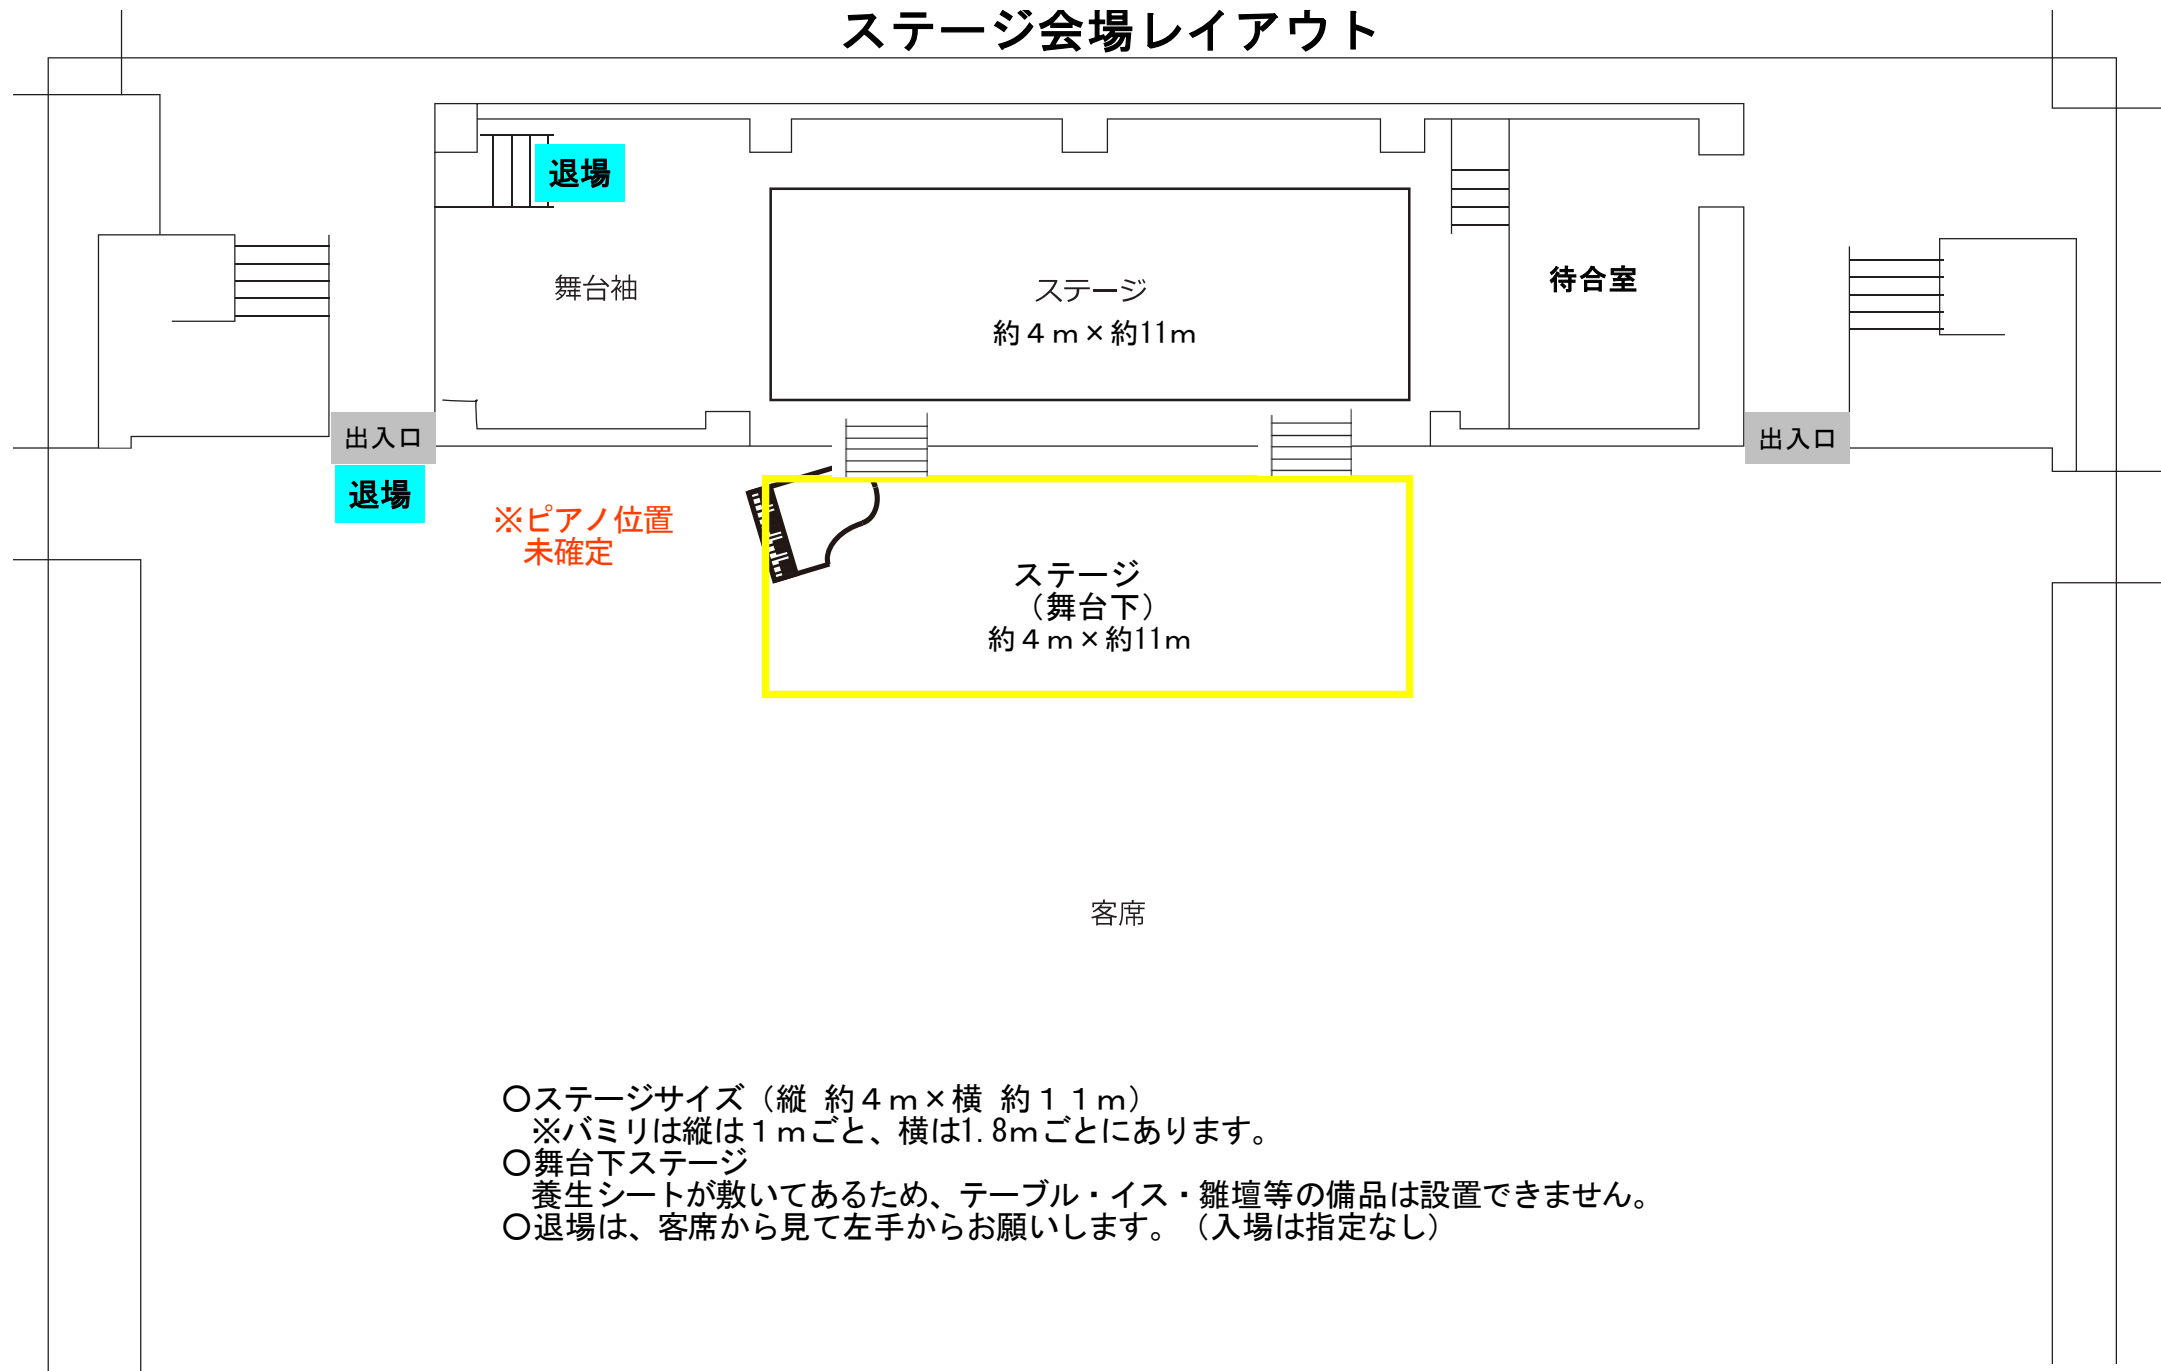 ステージ会場レイアウト
退場
舞台袖
ステージ
約４ｍ×約11ｍ
待合室
出入口
出入口
退場
※ピアノ位置
未確定
ステージ
（舞台下）
約４ｍ×約11ｍ
客席
〇ステージサイズ（縦 約４ｍ×横 約１１ｍ）
※バミリは縦は１ｍごと、横は1.8ｍごとにあります。
〇舞台下ステージ
養生シートが敷いてあるため、テーブル・イス・雛壇等の備品は設置できません。
〇退場は、客席から見て左手からお願いします。（入場は指定なし）